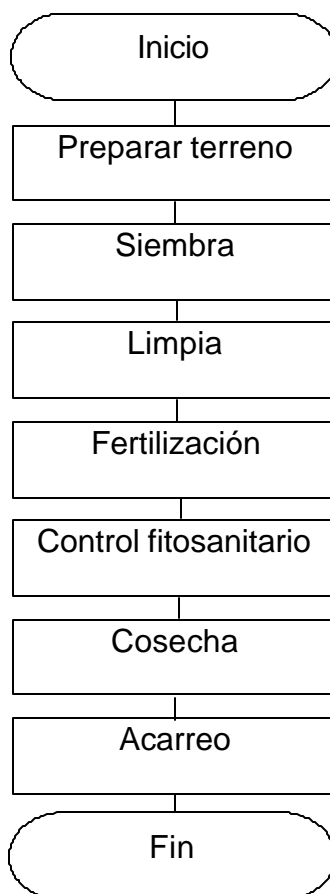 Inicio
Preparar terreno
Siembra
Limpia
Fertilización
Control fitosanitario
Cosecha
Acarreo
Fin